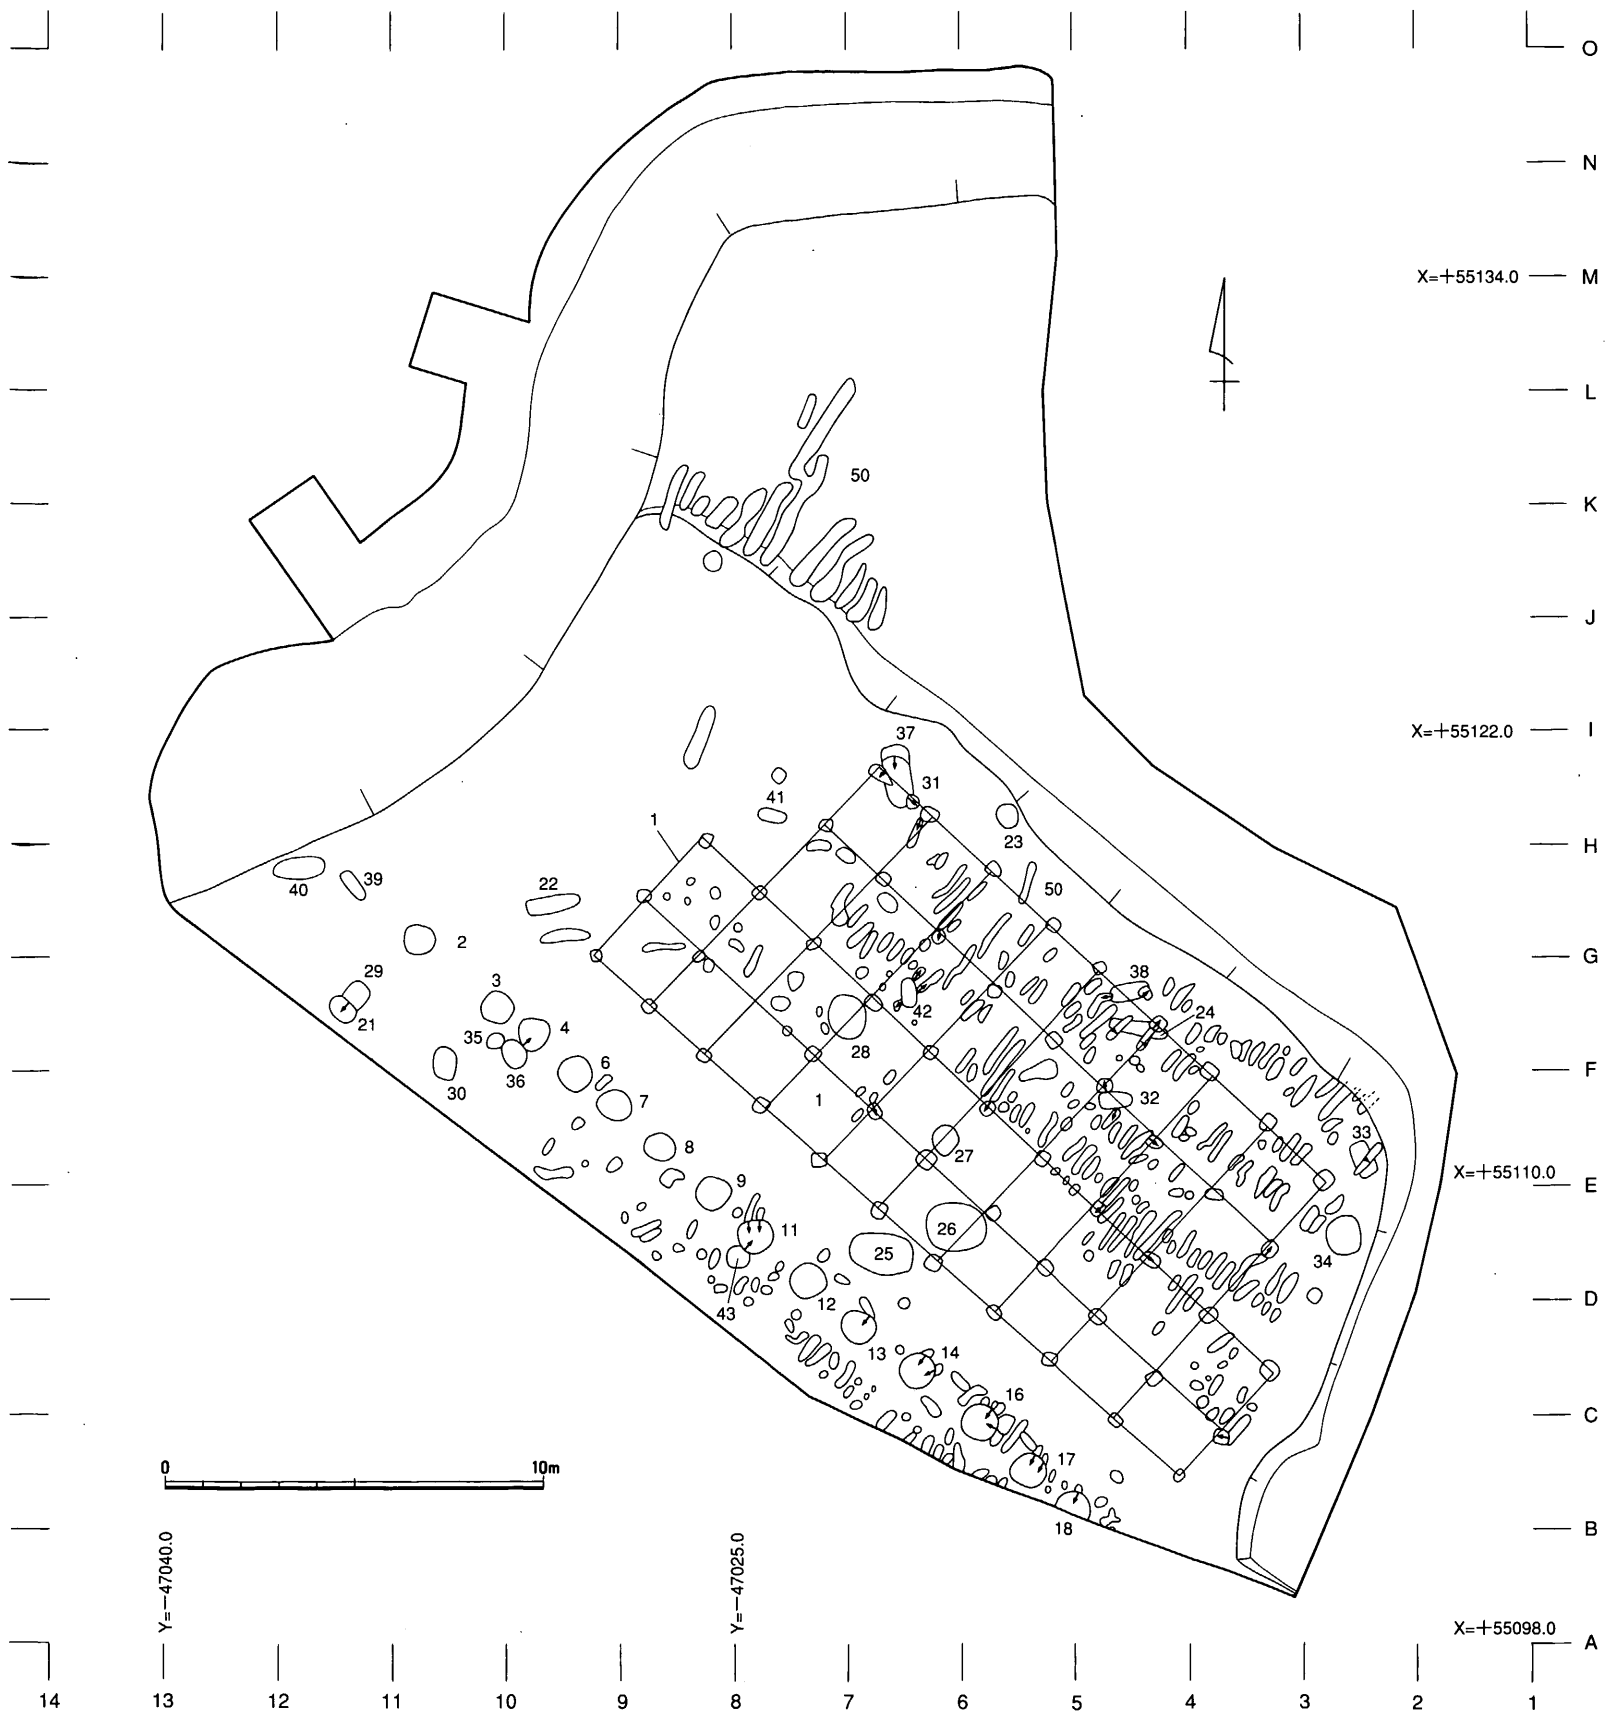 O
N
X=+55134.0 M
L
50
K
J
37
X=+55122.0 I
31
41
1
23
H
40
39
22
50
2
G
29
38
3
24
21
35
4
42
28
36
6
F
30
7
1
32
33
8
27
X=+55110.0
9
E
11
26
25
34
43
12
D
13
14
16
C
17
0 10m
18
B
Y=−47040.0
Y=−47025.0
X=+55098.0
A
14 13 12 11 10 9 8 7 6 5 4 3 2 1